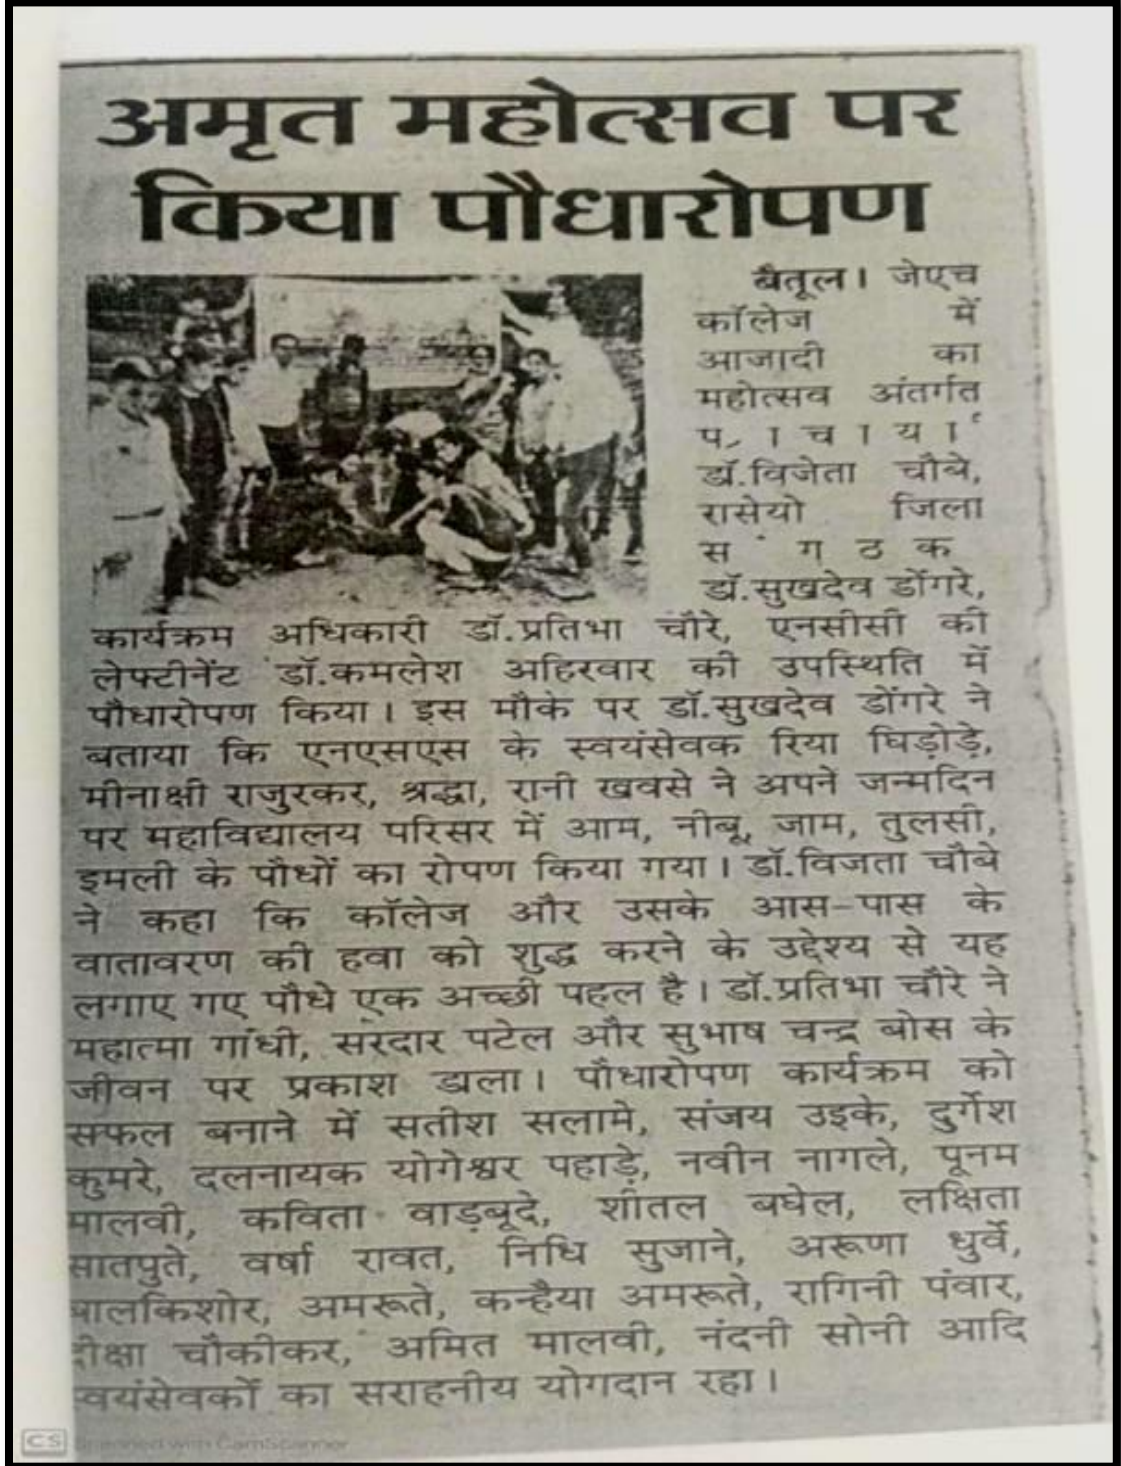 अमृत महोत्सव पर
किया पौधारोपण
बैतूल। जेएच
कॉलेज में
आजादी का
महोत्सव अंतर्गत
प्राचार्या
डॉ.विजेता चौबे,
रासेयो जिला
संगठक
डॉ.सुखदेव डोंगरे,
कार्यक्रम अधिकारी डॉ.प्रतिभा चौरे, एनसीसी की
लेफ्टीनेंट डॉ.कमलेश अहिरवार की उपस्थिति में
पौधारोपण किया। इस मौके पर डॉ.सुखदेव डोंगरे ने
बताया कि एनएसएस के स्वयंसेवक रिया घिड़ोड़े,
मीनाक्षी राजुरकर, श्रद्धा, रानी खवसे ने अपने जन्मदिन
पर महाविद्यालय परिसर में आम, नीबू, जाम, तुलसी,
इमली के पौधों का रोपण किया गया। डॉ.विजता चौबे
ने कहा कि कॉलेज और उसके आस-पास के
वातावरण की हवा को शुद्ध करने के उद्देश्य से यह
लगाए गए पौधे एक अच्छी पहल है। डॉ.प्रतिभा चौरे ने
महात्मा गांधी, सरदार पटेल और सुभाष चन्द्र बोस के
जीवन पर प्रकाश डाला। पौधारोपण कार्यक्रम को
सफल बनाने में सतीश सलामे, संजय उइके, दुर्गेश
कुमरे, दलनायक योगेश्वर पहाड़े, नवीन नागले, पूनम
मालवी, कविता वाड़बूदे, शीतल बघेल, लक्षिता
सातपुते, वर्षा रावत, निधि सुजाने, अरूणा धुर्वे,
बालकिशोर, अमरूते, कन्हैया अमरूते, रागिनी पंवार,
दीक्षा चौकीकर, अमित मालवी, नंदनी सोनी आदि
स्वयंसेवकों का सराहनीय योगदान रहा।
CS Scanned with CamScanner